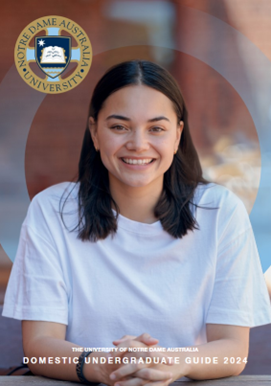 NOTRE DAME AUSTRALIA
UNIVERSITY
THE UNIVERSITY OF NOTRE DAME AUSTRALIA
DOMESTIC UNDERGRADUATE GUIDE 2024